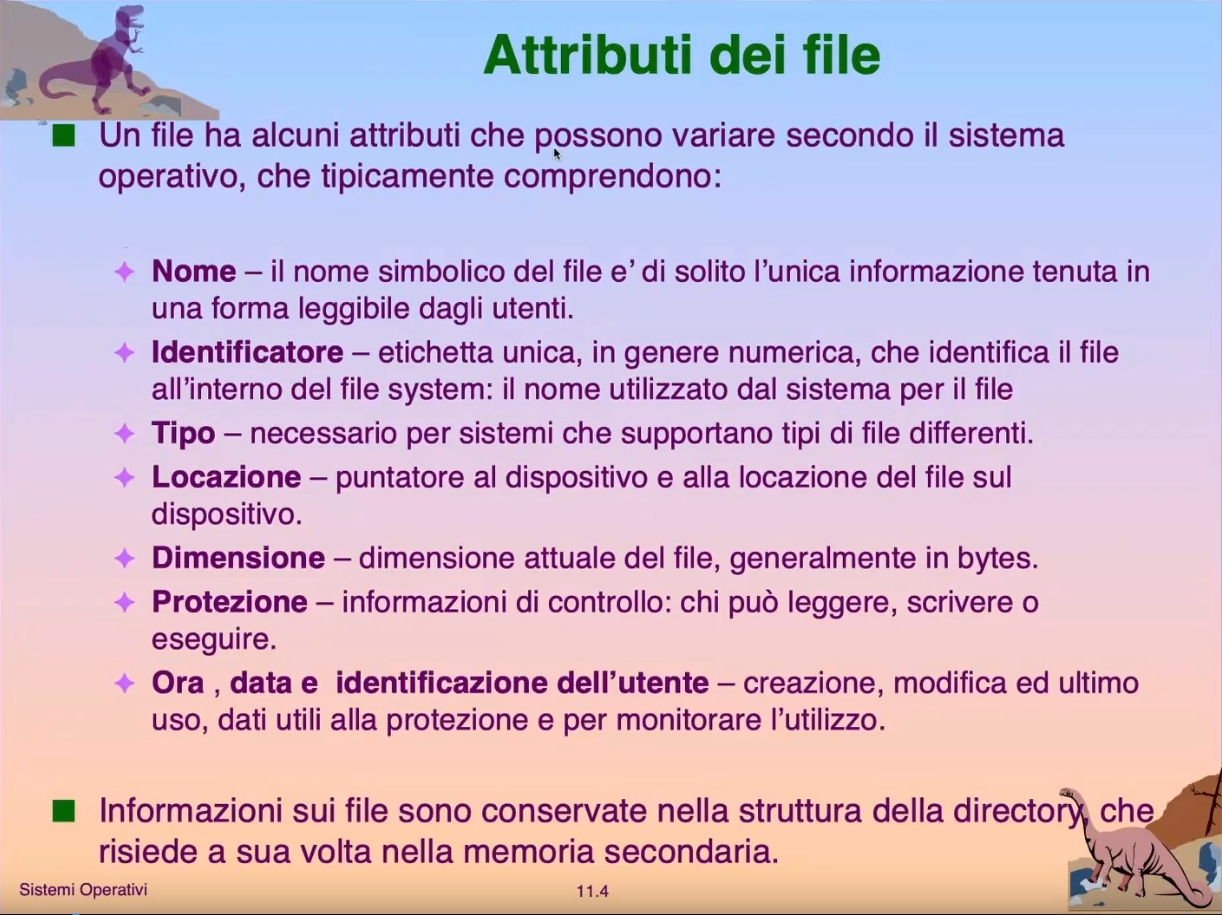 Attributi dei file
Un file ha alcuni attributi che possono variare secondo il sistema
operativo, che tipicamente comprendono:
Nome – il nome simbolico del file e’ di solito l’unica informazione tenuta in
una forma leggibile dagli utenti.
Identificatore – etichetta unica, in genere numerica, che identifica il file
all’interno del file system: il nome utilizzato dal sistema per il file
Tipo – necessario per sistemi che supportano tipi di file differenti.
Locazione – puntatore al dispositivo e alla locazione del file sul
dispositivo.
Dimensione – dimensione attuale del file, generalmente in bytes.
Protezione – informazioni di controllo: chi può leggere, scrivere o
eseguire.
Ora , data e  identificazione dell’utente – creazione, modifica ed ultimo
uso, dati utili alla protezione e per monitorare l’utilizzo.
Informazioni sui file sono conservate nella struttura della directory, che
risiede a sua volta nella memoria secondaria.
Sistemi Operativi
11.4